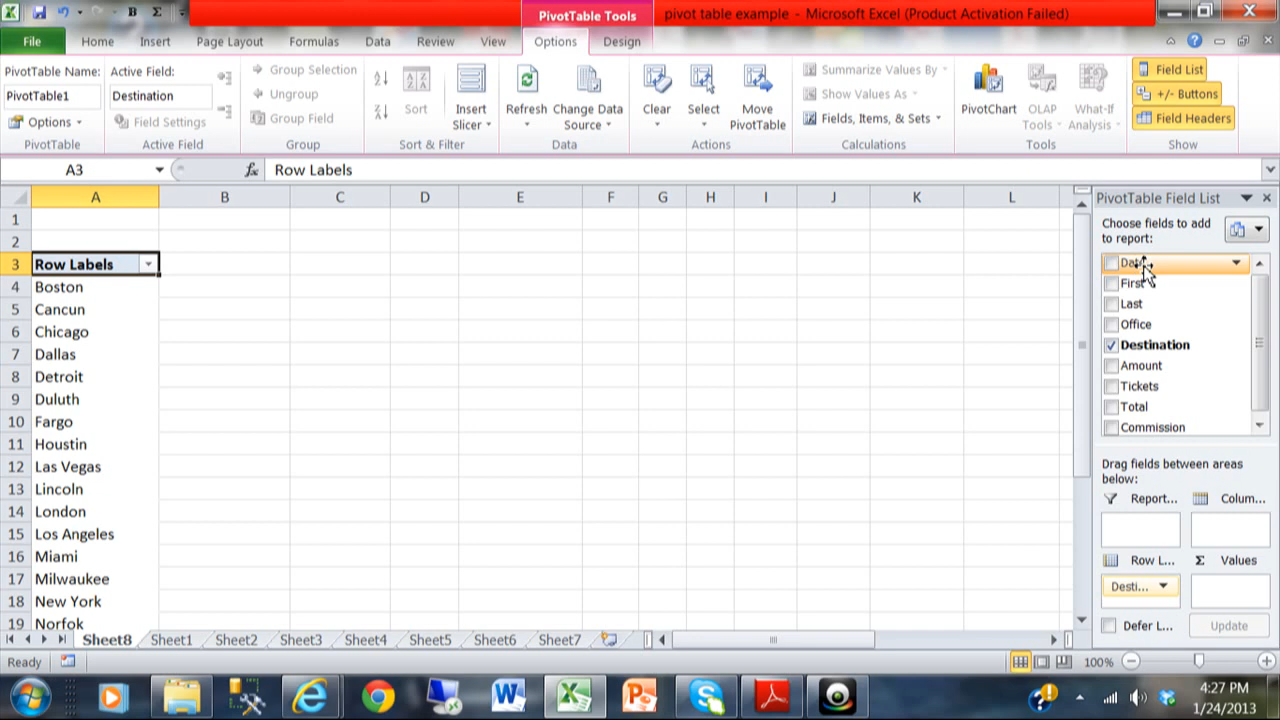 PivotTable Tools
pivot table example - Microsoft Excel (Product Activation Failed)
File Home Insert Page Layout Formulas Data Review View Options Design
PivotTable Name:
PivotTable1
Options
PivotTable
Active Field:
Destination
Field Settings
Active Field
Group Selection
Ungroup
Group Field
Group
Sort
Insert
Slicer
Sort & Filter
Refresh
Change Data
Source
Data
Clear
Select
Move
PivotTable
Actions
Summarize Values By
Show Values As
Fields, Items, & Sets
Calculations
PivotChart
OLAP
Tools
What-If
Analysis
Tools
Field List
+/- Buttons
Field Headers
Show
A3 fx Row Labels
A B C D E F G H I J K L
1
2
3 Row Labels
4 Boston
5 Cancun
6 Chicago
7 Dallas
8 Detroit
9 Duluth
10 Fargo
11 Houstin
12 Las Vegas
13 Lincoln
14 London
15 Los Angeles
16 Miami
17 Milwaukee
18 New York
19 Norfok
PivotTable Field List
Choose fields to add
to report:
First
Last
Office
Destination
Amount
Tickets
Total
Commission
Drag fields between areas
below:
Report... Colum...
Row L... Σ Values
Desti...
Defer L... Update
Sheet8 Sheet1 Sheet2 Sheet3 Sheet4 Sheet5 Sheet6 Sheet7
Ready 100%
4:27 PM
1/24/2013